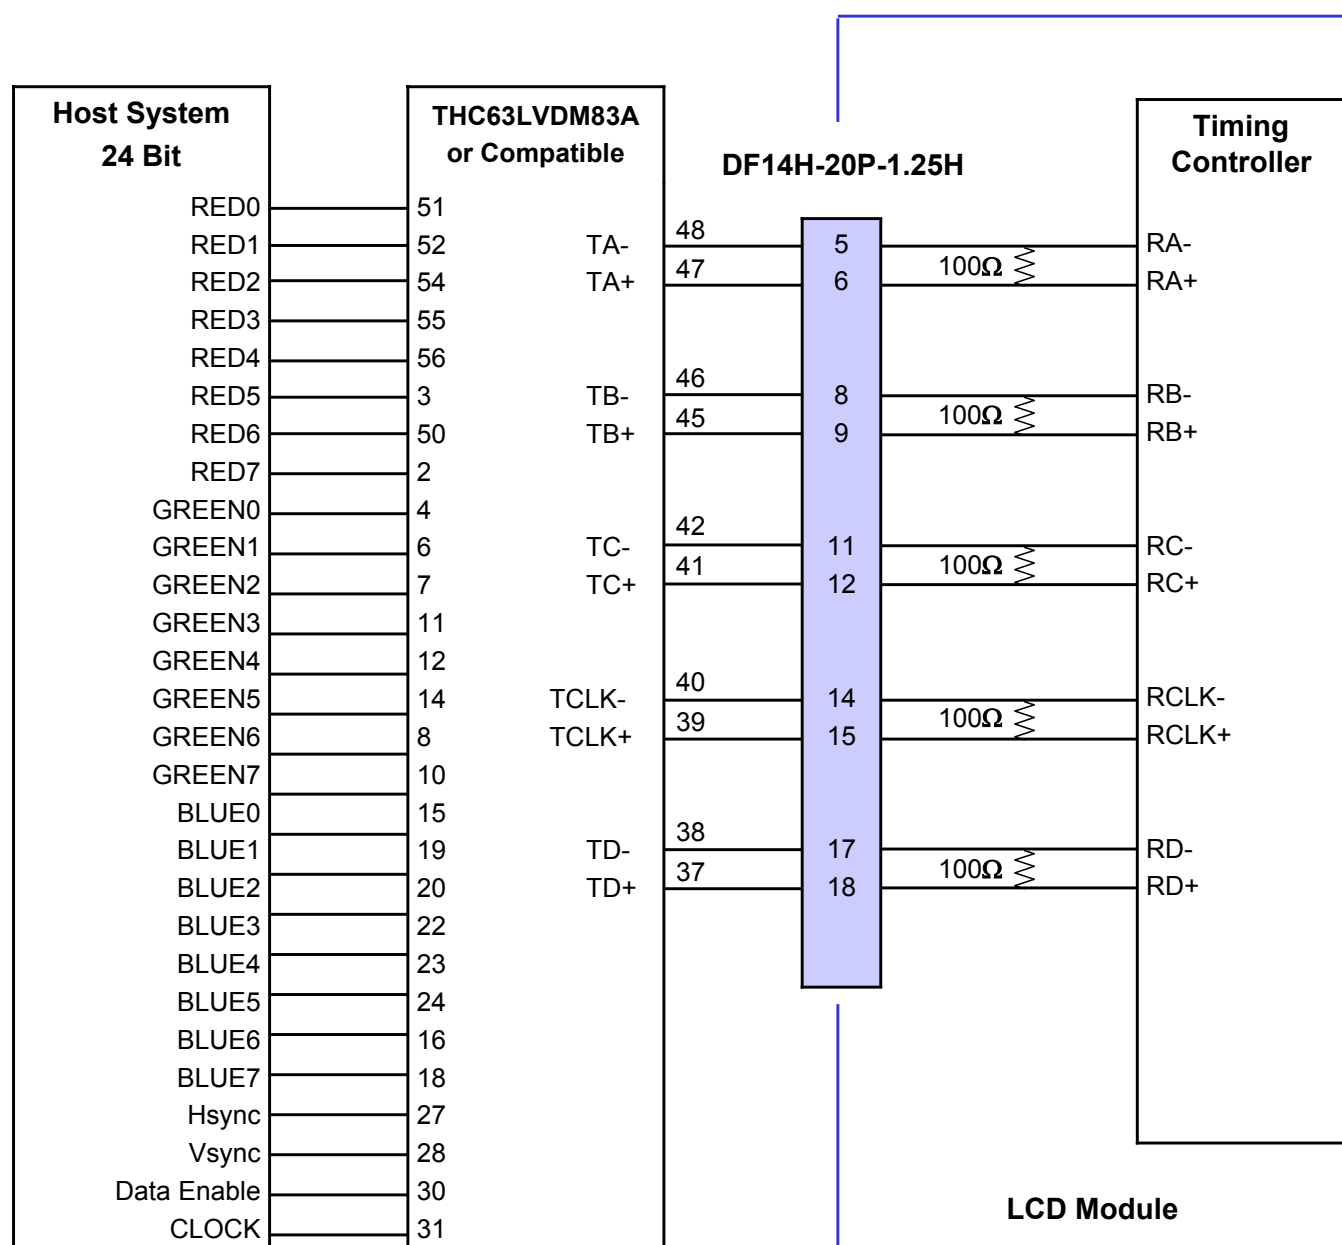 Host System
24 Bit
THC63LVDM83A
or Compatible
DF14H-20P-1.25H
Timing
Controller
RED0 51
RED1 52 TA- 48 5 RA-
RED2 54 TA+ 47 6 100Ω RA+
RED3 55
RED4 56
RED5 3 TB- 46 8 RB-
RED6 50 TB+ 45 9 100Ω RB+
RED7 2
GREEN0 4
GREEN1 6 TC- 42 11 RC-
GREEN2 7 TC+ 41 12 100Ω RC+
GREEN3 11
GREEN4 12
GREEN5 14 TCLK- 40 14 RCLK-
GREEN6 8 TCLK+ 39 15 100Ω RCLK+
GREEN7 10
BLUE0 15
BLUE1 19 TD- 38 17 RD-
BLUE2 20 TD+ 37 18 100Ω RD+
BLUE3 22
BLUE4 23
BLUE5 24
BLUE6 16
BLUE7 18
Hsync 27
Vsync 28
Data Enable 30
CLOCK 31
LCD Module